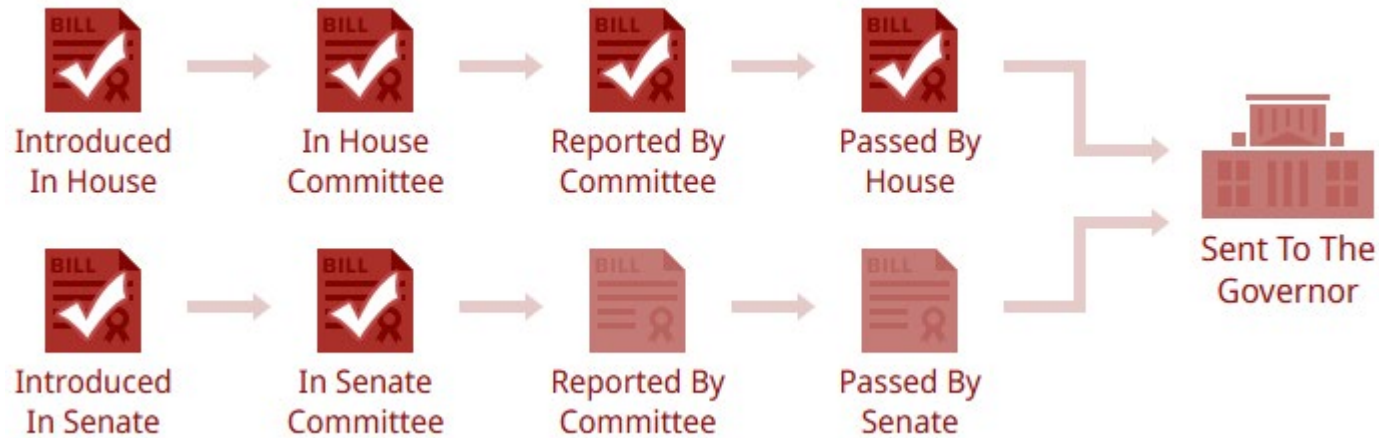 BILL BILL BILL BILL
Introduced In House
In House Committee
Reported By Committee
Passed By House
Sent To The Governor
BILL BILL BILL BILL
Introduced In Senate
In Senate Committee
Reported By Committee
Passed By Senate